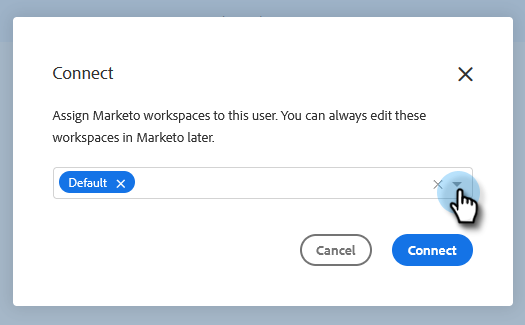 Connect
Assign Marketo workspaces to this user. You can always edit these
workspaces in Marketo later.
Default
Cancel
Connect